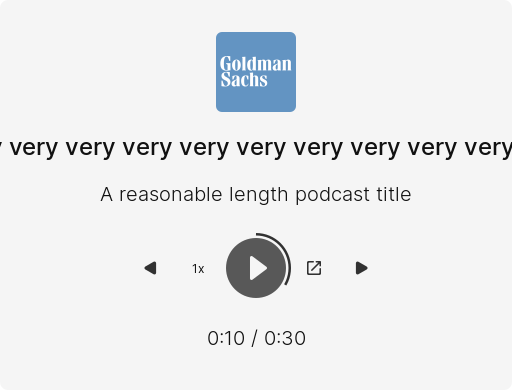 Goldman
Sachs
very very very very very very very very very
A reasonable length podcast title
1x
0:10 / 0:30